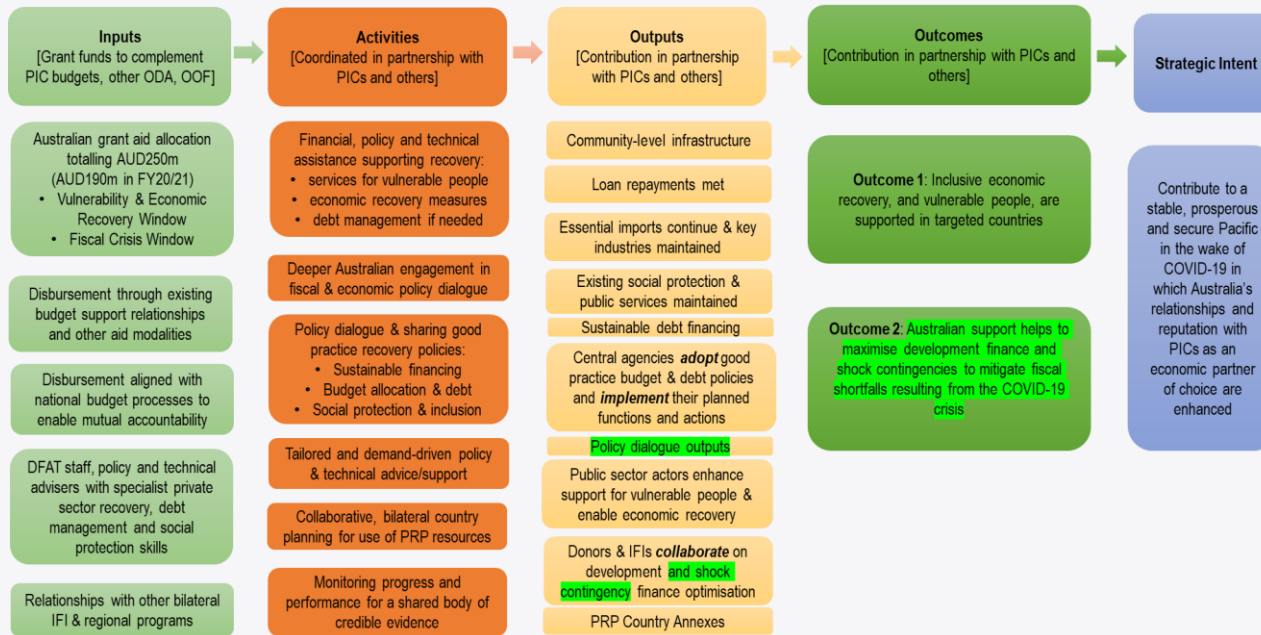 Inputs
[Grant funds to complement
PIC budgets, other ODA, OOF]
Activities
[Coordinated in partnership with
PICs and others]
Outputs
[Contribution in partnership
with PICs and others]
Outcomes
[Contribution in partnership with PICs and
others]
Strategic Intent
Australian grant aid allocation
totalling AUD250m
(AUD190m in FY20/21)
• Vulnerability & Economic
Recovery Window
• Fiscal Crisis Window
Disbursement through existing
budget support relationships
and other aid modalities
Disbursement aligned with
national budget processes to
enable mutual accountability
DFAT staff, policy and technical
advisers with specialist private
sector recovery, debt
management and social
protection skills
Relationships with other bilateral
IFI & regional programs
Financial, policy and technical
assistance supporting recovery:
• services for vulnerable people
• economic recovery measures
• debt management if needed
Deeper Australian engagement in
fiscal & economic policy dialogue
Policy dialogue & sharing good
practice recovery policies:
• Sustainable financing
• Budget allocation & debt
• Social protection & inclusion
Tailored and demand-driven policy
& technical advice/support
Collaborative, bilateral country
planning for use of PRP resources
Monitoring progress and
performance for a shared body of
credible evidence
Community-level infrastructure
Loan repayments met
Essential imports continue & key
industries maintained
Existing social protection &
public services maintained
Sustainable debt financing
Central agencies adopt good
practice budget & debt policies
and implement their planned
functions and actions
Policy dialogue outputs
Public sector actors enhance
support for vulnerable people &
enable economic recovery
Donors & IFIs collaborate on
development and shock
contingency finance optimisation
PRP Country Annexes
Outcome 1: Inclusive economic
recovery, and vulnerable people, are
supported in targeted countries
Outcome 2: Australian support helps to
maximise development finance and
shock contingencies to mitigate fiscal
shortfalls resulting from the COVID-19
crisis
Contribute to a
stable, prosperous
and secure Pacific
in the wake of
COVID-19 in
which Australia's
relationships and
reputation with
PICs as an
economic partner
of choice are
enhanced